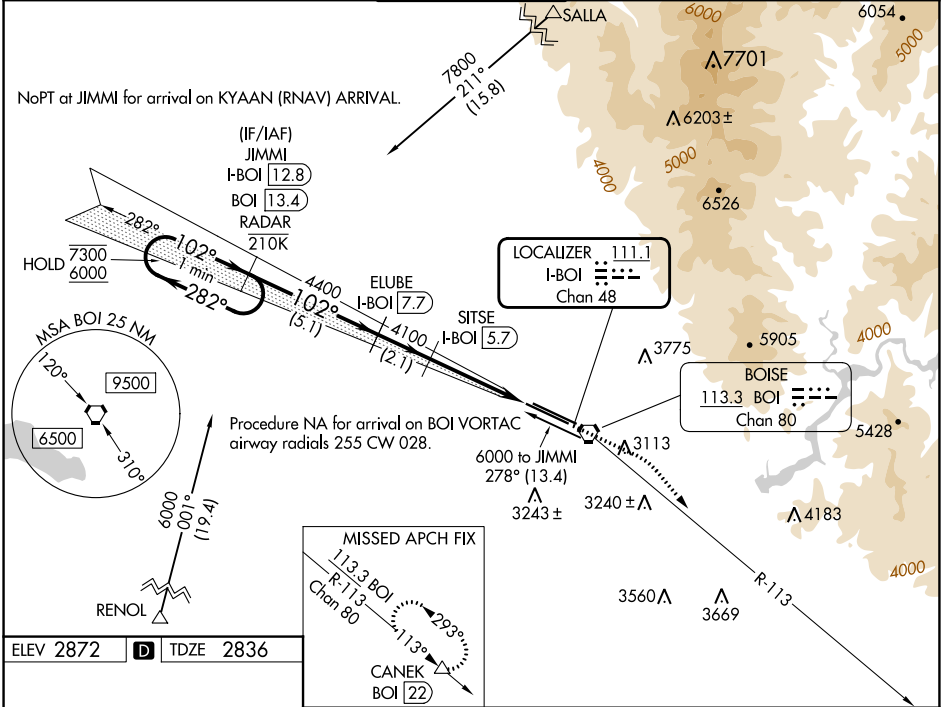 SALLA
6000
6054
5000
7701
7800
211°
(15.8)
NoPT at JIMMI for arrival on KYAAN (RNAV) ARRIVAL.
6203±
5000
4000
6526
(IF/IAF)
JIMMI
I-BOI 12.8
BOI 13.4
RADAR
210K
282°
102°
HOLD 7300
6000
1 min
282°
4400
102°
(5.1)
ELUBE
I-BOI 7.7
4100
(2.1)
SITSE
I-BOI 5.7
LOCALIZER 111.1
I-BOI
Chan 48
3775
5905
4000
BOISE
113.3 BOI
Chan 80
5428
MSA BOI 25 NM
120°
9500
6500
310°
Procedure NA for arrival on BOI VORTAC
airway radials 255 CW 028.
6000 to JIMMI
278° (13.4)
3113
3243±
3240±
4183
4000
6000
001°
(19.4)
RENOL
R-113
3560
3669
MISSED APCH FIX
113.3 BOI
R-113
Chan 80
113°
293°
CANEK
BOI 22
ELEV 2872 D TDZE 2836